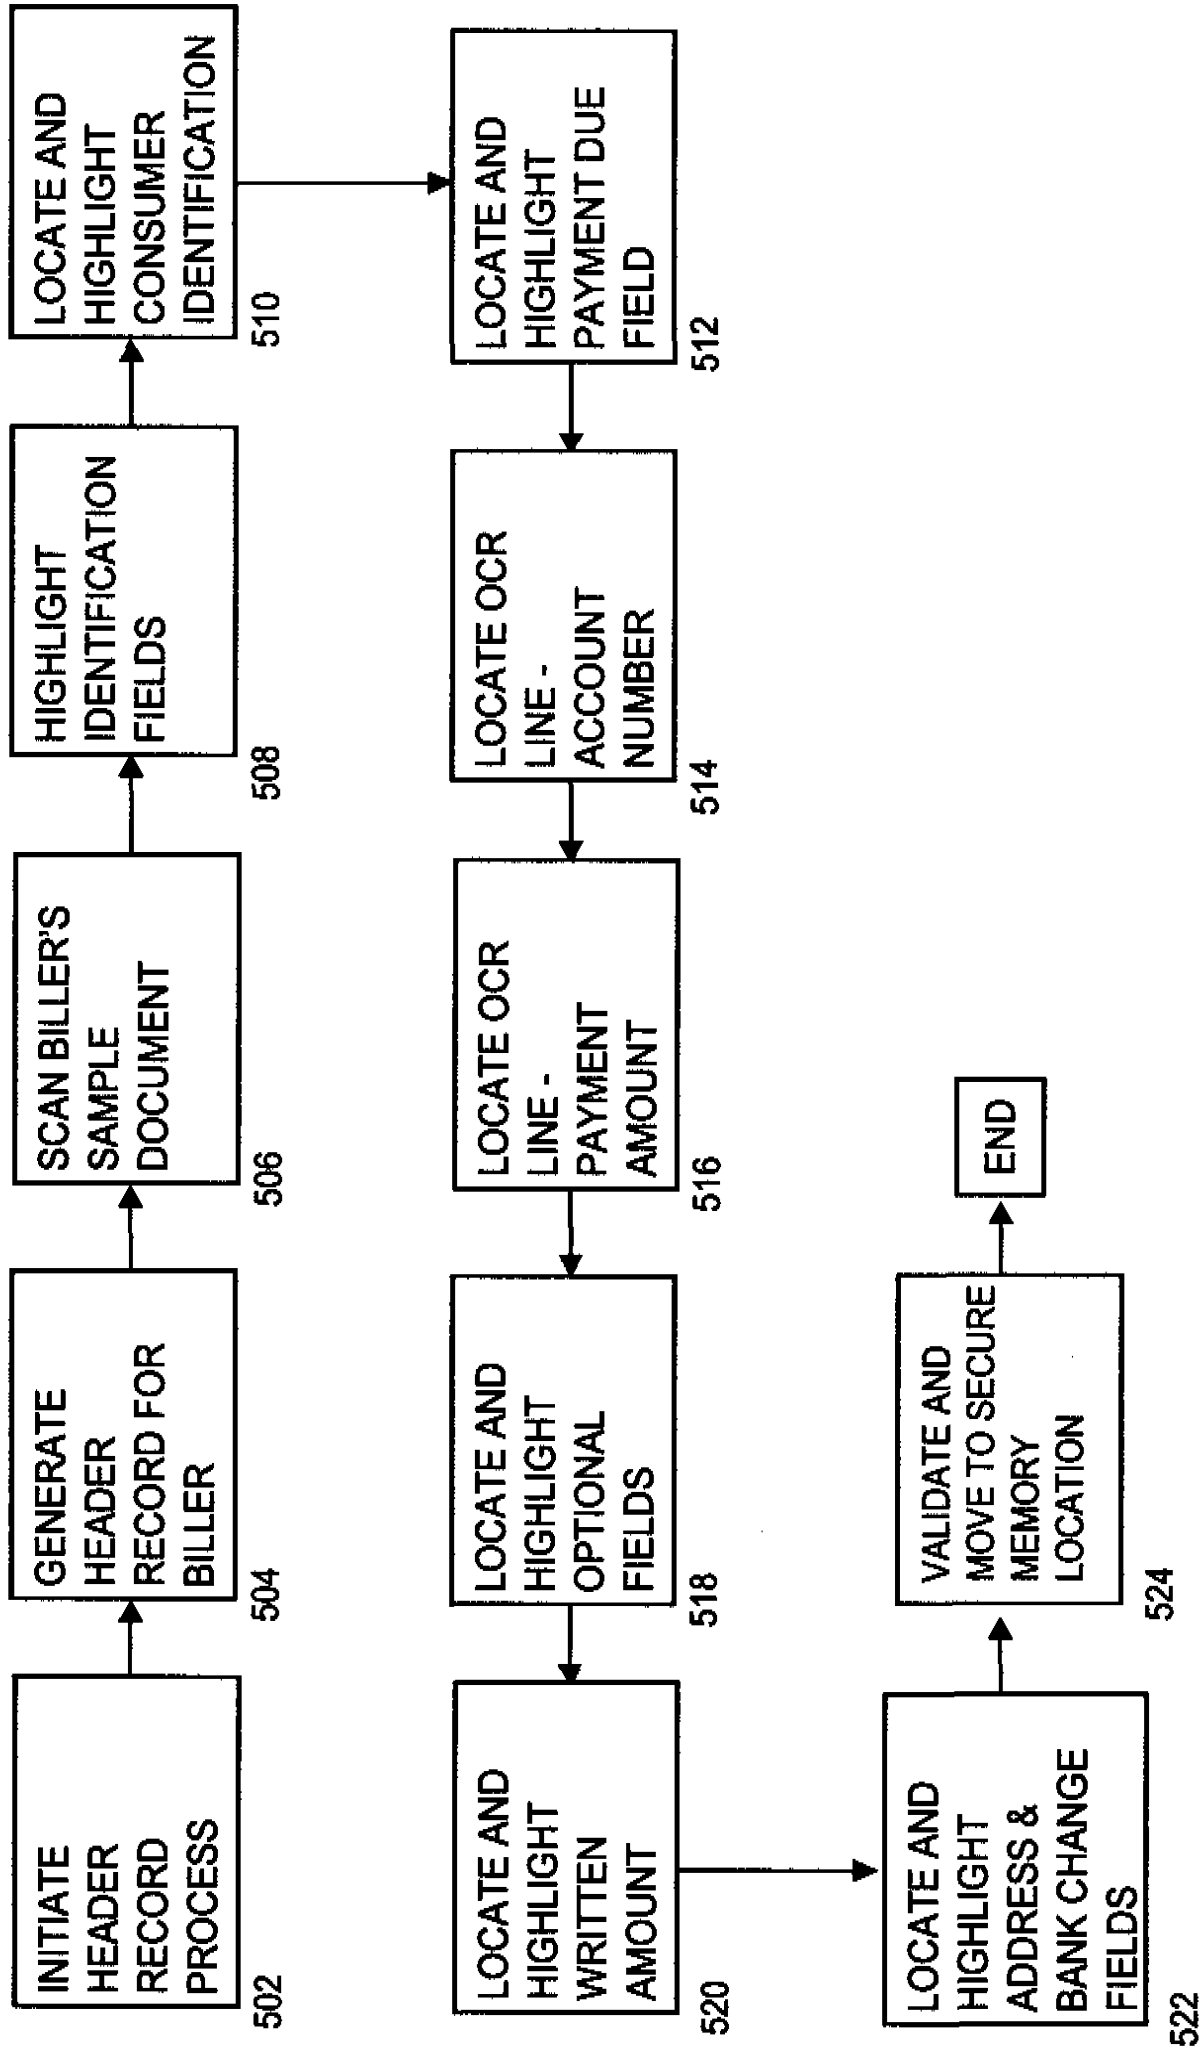 INITIATE
HEADER
RECORD
PROCESS
502
GENERATE
HEADER
RECORD FOR
BILLER
504
SCAN BILLER'S
SAMPLE
DOCUMENT
506
HIGHLIGHT
IDENTIFICATION
FIELDS
508
LOCATE AND
HIGHLIGHT
CONSUMER
IDENTIFICATION
510
LOCATE AND
HIGHLIGHT
PAYMENT DUE
FIELD
512
LOCATE OCR
LINE -
ACCOUNT
NUMBER
514
LOCATE OCR
LINE -
PAYMENT
AMOUNT
516
LOCATE AND
HIGHLIGHT
OPTIONAL
FIELDS
518
LOCATE AND
HIGHLIGHT
WRITTEN
AMOUNT
520
LOCATE AND
HIGHLIGHT
ADDRESS &
BANK CHANGE
FIELDS
522
VALIDATE AND
MOVE TO SECURE
MEMORY
LOCATION
524
END